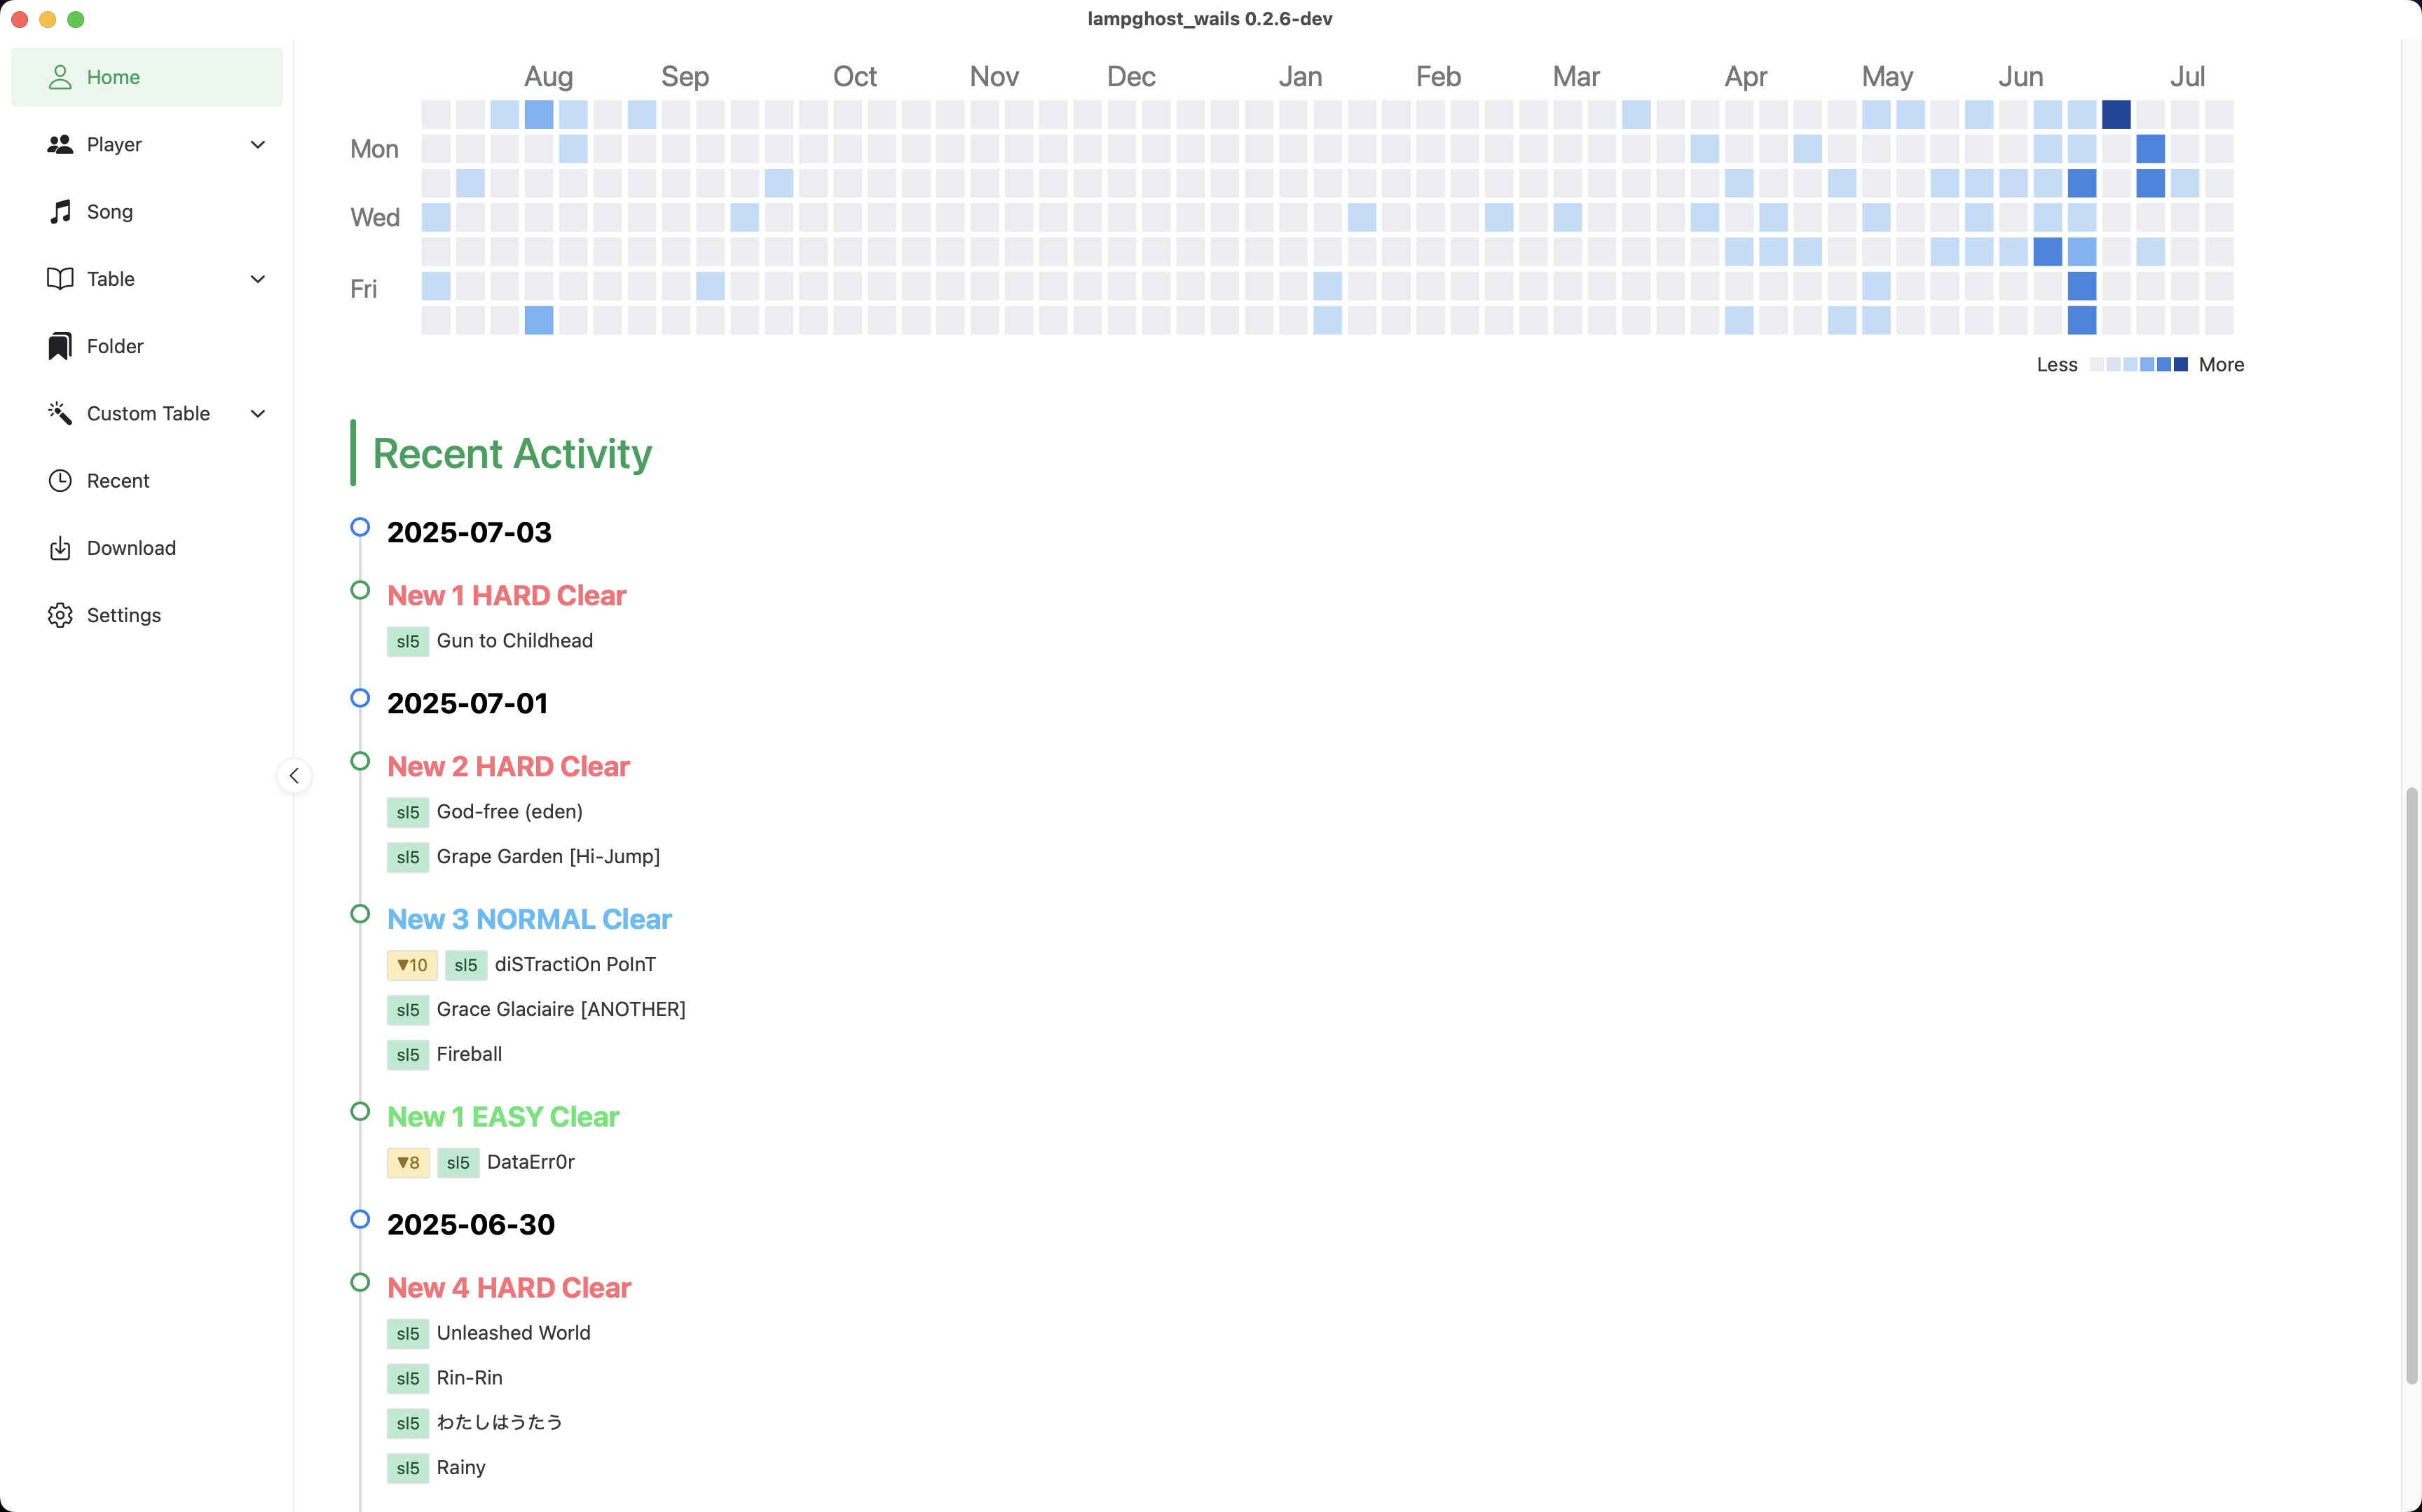 lampghost_wails 0.2.6-dev
Home
Player
Song
Table
Folder
Custom Table
Recent
Download
Settings
Aug Sep Oct Nov Dec Jan Feb Mar Apr May Jun Jul
Mon
Wed
Fri
Less More
Recent Activity
2025-07-03
New 1 HARD Clear
sl5 Gun to Childhead
2025-07-01
New 2 HARD Clear
sl5 God-free (eden)
sl5 Grape Garden [Hi-Jump]
New 3 NORMAL Clear
▼10 sl5 diSTractiOn PoInT
sl5 Grace Glaciaire [ANOTHER]
sl5 Fireball
New 1 EASY Clear
▼8 sl5 DataErr0r
2025-06-30
New 4 HARD Clear
sl5 Unleashed World
sl5 Rin-Rin
sl5 わたしはうたう
sl5 Rainy